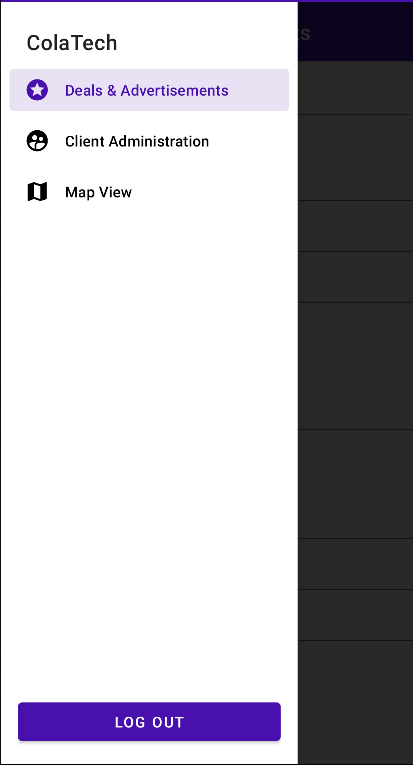 ColaTech
Deals & Advertisements
Client Administration
Map View
LOG OUT